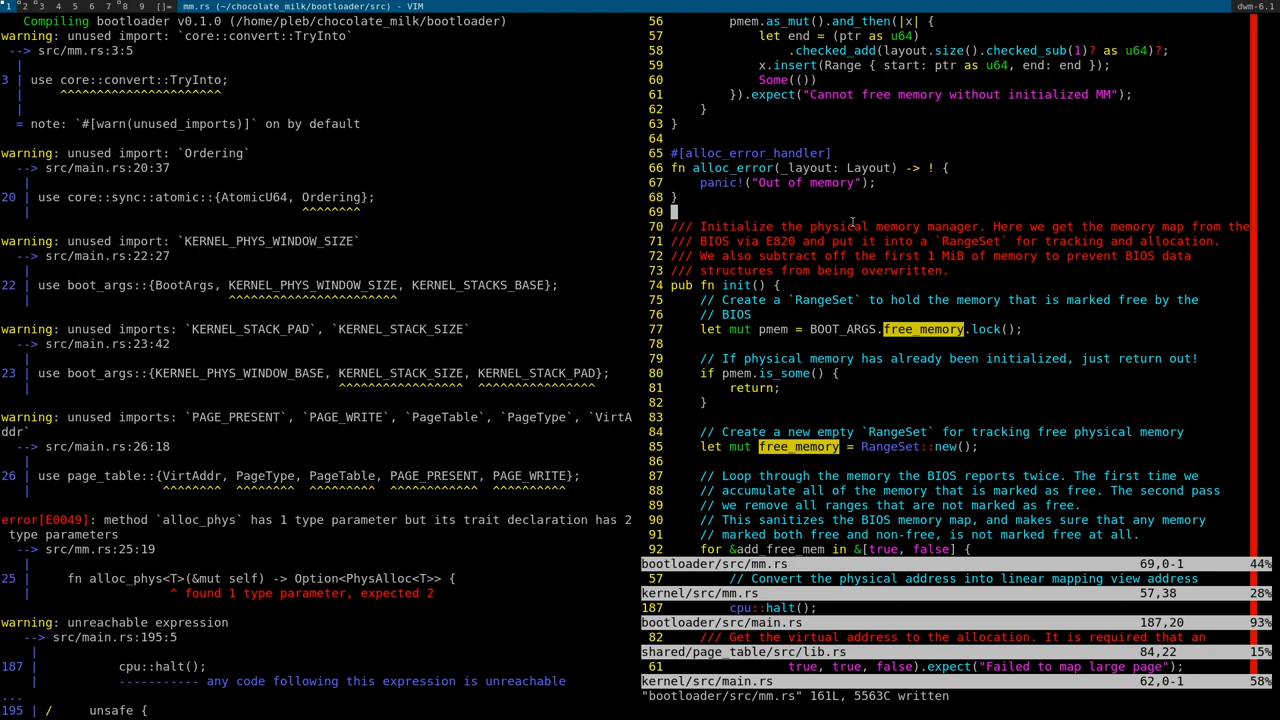 1 2 3 4 5 6 7 8 9 []= mm.rs (~/chocolate_milk/bootloader/src) - VIM dwm-6.1
Compiling bootloader v0.1.0 (/home/pleb/chocolate_milk/bootloader)
warning: unused import: `core::convert::TryInto`
--> src/mm.rs:3:5
|
3 | use core::convert::TryInto;
| ^^^^^^^^^^^^^^^^^^^^^^
|
= note: `#[warn(unused_imports)]` on by default
warning: unused import: `Ordering`
--> src/main.rs:20:37
|
20 | use core::sync::atomic::{AtomicU64, Ordering};
| ^^^^^^^^
warning: unused import: `KERNEL_PHYS_WINDOW_SIZE`
--> src/main.rs:22:27
|
22 | use boot_args::{BootArgs, KERNEL_PHYS_WINDOW_SIZE, KERNEL_STACKS_BASE};
| ^^^^^^^^^^^^^^^^^^^^^^^
warning: unused imports: `KERNEL_STACK_PAD`, `KERNEL_STACK_SIZE`
--> src/main.rs:23:42
|
23 | use boot_args::{KERNEL_PHYS_WINDOW_BASE, KERNEL_STACK_SIZE, KERNEL_STACK_PAD};
| ^^^^^^^^^^^^^^^^^ ^^^^^^^^^^^^^^^^
warning: unused imports: `PAGE_PRESENT`, `PAGE_WRITE`, `PageTable`, `PageType`, `VirtA
ddr`
--> src/main.rs:26:18
|
26 | use page_table::{VirtAddr, PageType, PageTable, PAGE_PRESENT, PAGE_WRITE};
| ^^^^^^^^ ^^^^^^^^ ^^^^^^^^^ ^^^^^^^^^^^^ ^^^^^^^^^^
error[E0049]: method `alloc_phys` has 1 type parameter but its trait declaration has 2
type parameters
--> src/mm.rs:25:19
|
25 | fn alloc_phys<T>(&mut self) -> Option<PhysAlloc<T>> {
| ^ found 1 type parameter, expected 2
warning: unreachable expression
--> src/main.rs:195:5
|
187 | cpu::halt();
| ----------- any code following this expression is unreachable
...
195 | / unsafe {
56 pmem.as_mut().and_then(|x| {
57 let end = (ptr as u64)
58 .checked_add(layout.size().checked_sub(1)? as u64)?;
59 x.insert(Range { start: ptr as u64, end: end });
60 Some(())
61 }).expect("Cannot free memory without initialized MM");
62 }
63 }
64
65 #[alloc_error_handler]
66 fn alloc_error(_layout: Layout) -> ! {
67 panic!("Out of memory");
68 }
69
70 /// Initialize the physical memory manager. Here we get the memory map from the
71 /// BIOS via E820 and put it into a `RangeSet` for tracking and allocation.
72 /// We also subtract off the first 1 MiB of memory to prevent BIOS data
73 /// structures from being overwritten.
74 pub fn init() {
75 // Create a `RangeSet` to hold the memory that is marked free by the
76 // BIOS
77 let mut pmem = BOOT_ARGS.free_memory.lock();
78
79 // If physical memory has already been initialized, just return out!
80 if pmem.is_some() {
81 return;
82 }
83
84 // Create a new empty `RangeSet` for tracking free physical memory
85 let mut free_memory = RangeSet::new();
86
87 // Loop through the memory the BIOS reports twice. The first time we
88 // accumulate all of the memory that is marked as free. The second pass
89 // we remove all ranges that are not marked as free.
90 // This sanitizes the BIOS memory map, and makes sure that any memory
91 // marked both free and non-free, is not marked free at all.
92 for &add_free_mem in &[true, false] {
bootloader/src/mm.rs 69,0-1 44%
57 // Convert the physical address into linear mapping view address
kernel/src/mm.rs 57,38 28%
187 cpu::halt();
bootloader/src/main.rs 187,20 93%
82 /// Get the virtual address to the allocation. It is required that an
shared/page_table/src/lib.rs 84,22 15%
61 true, true, false).expect("Failed to map large page");
kernel/src/main.rs 62,0-1 58%
"bootloader/src/mm.rs" 161L, 5563C written